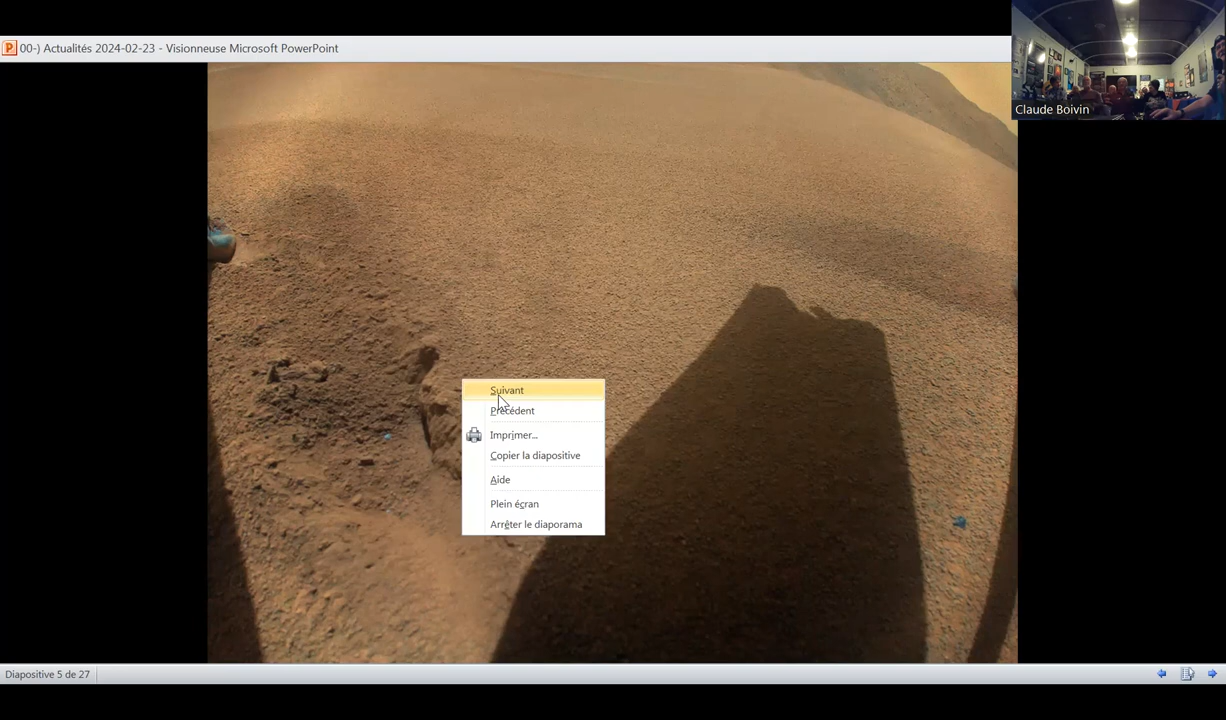 00-) Actualités 2024-02-23 - Visionneuse Microsoft PowerPoint
Claude Boivin
Suivant
Précédent
Imprimer...
Copier la diapositive
Aide
Plein écran
Arrêter le diaporama
Diapositive 5 de 27